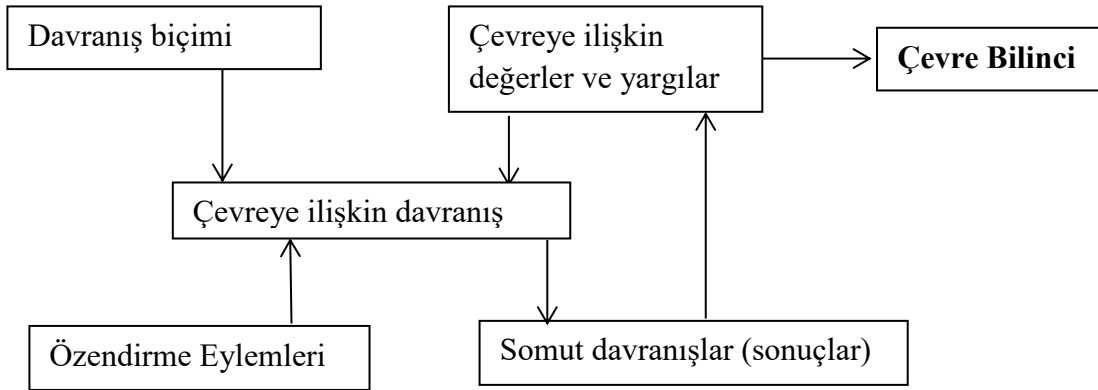 Davranış biçimi
Çevreye ilişkin
değerler ve yargılar
Çevre Bilinci
Çevreye ilişkin davranış
Özendirme Eylemleri
Somut davranışlar (sonuçlar)